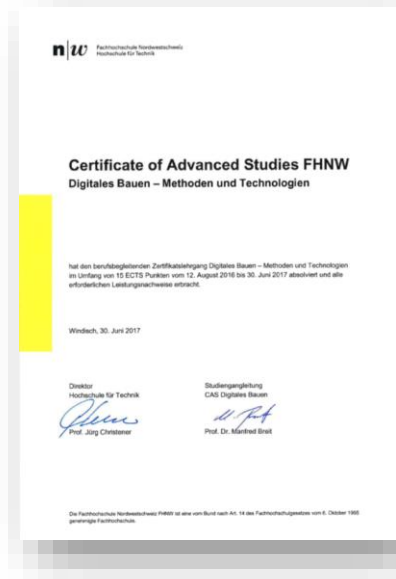 n w Fachhochschule Nordwestschweiz
Hochschule für Technik
Certificate of Advanced Studies FHNW
Digitales Bauen – Methoden und Technologien
hat den berufsbegleitenden Zertifikatslehrgang Digitales Bauen – Methoden und Technologien
im Umfang von 15 ECTS Punkten vom 12. August 2016 bis 30. Juni 2017 absolviert und alle
erforderlichen Leistungsnachweise erbracht.
Windisch, 30. Juni 2017
Direktor
Hochschule für Technik
Prof. Jürg Christener
Studiengangleitung
CAS Digitales Bauen
Prof. Dr. Manfred Breit
Die Fachhochschule Nordwestschweiz FHNW ist eine vom Bund nach Art. 14 des Fachhochschulgesetzes vom 6. Oktober 1995
genehmigte Fachhochschule.